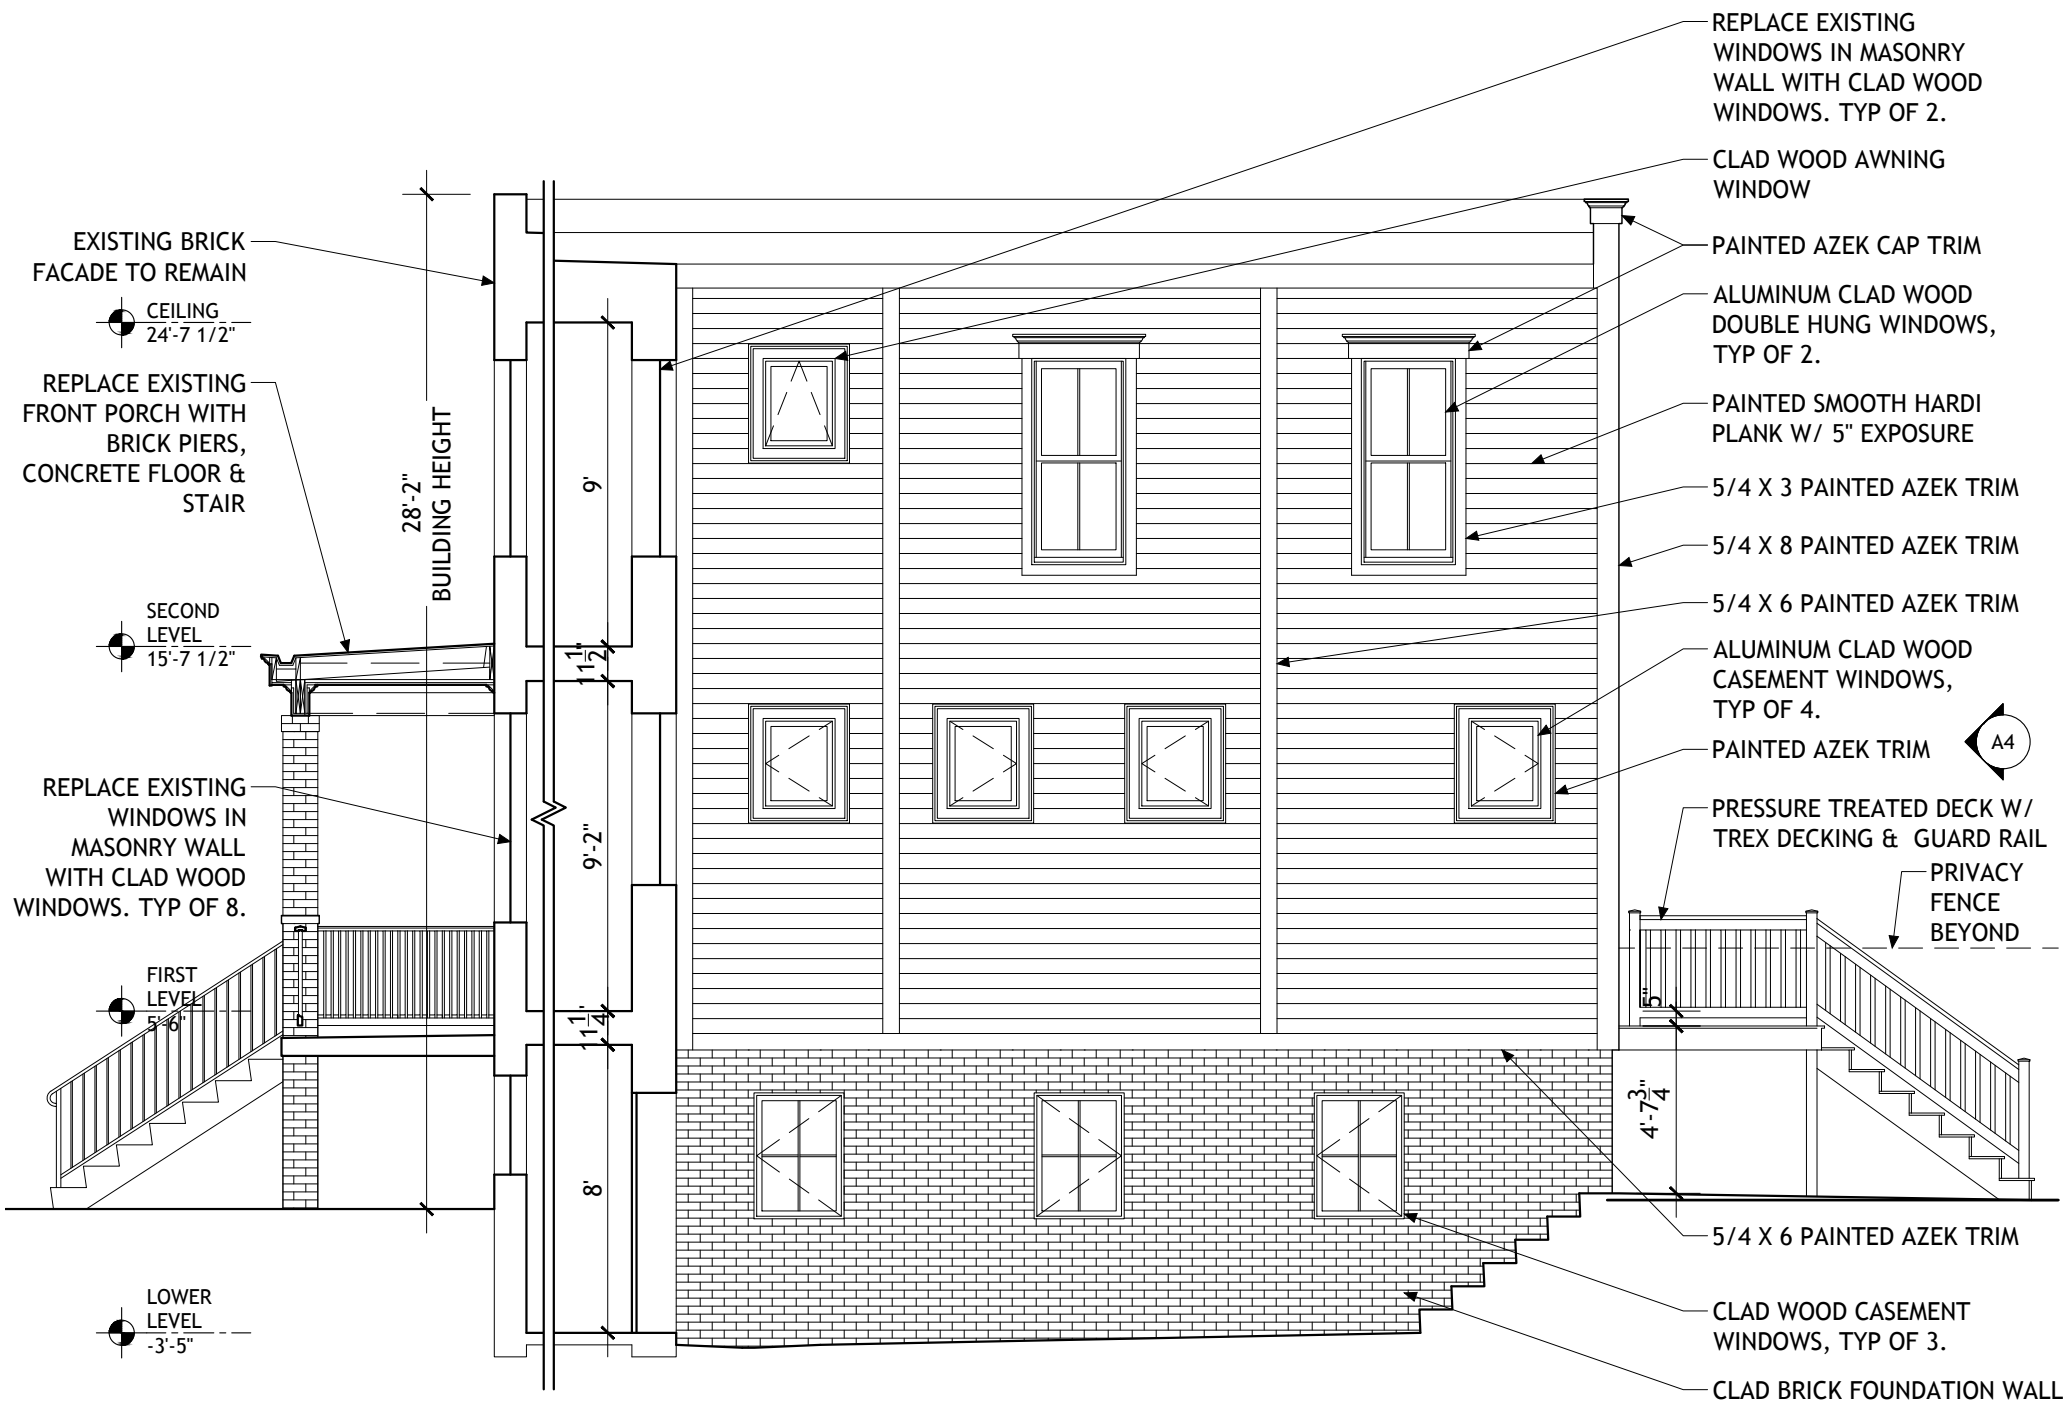 REPLACE EXISTING
WINDOWS IN MASONRY
WALL WITH CLAD WOOD
WINDOWS. TYP OF 2.
CLAD WOOD AWNING
WINDOW
PAINTED AZEK CAP TRIM
ALUMINUM CLAD WOOD
DOUBLE HUNG WINDOWS,
TYP OF 2.
PAINTED SMOOTH HARDI
PLANK W/ 5" EXPOSURE
5/4 X 3 PAINTED AZEK TRIM
5/4 X 8 PAINTED AZEK TRIM
5/4 X 6 PAINTED AZEK TRIM
ALUMINUM CLAD WOOD
CASEMENT WINDOWS,
TYP OF 4.
PAINTED AZEK TRIM
A4
PRESSURE TREATED DECK W/
TREX DECKING & GUARD RAIL
PRIVACY
FENCE
BEYOND
5/4 X 6 PAINTED AZEK TRIM
CLAD WOOD CASEMENT
WINDOWS, TYP OF 3.
CLAD BRICK FOUNDATION WALL
EXISTING BRICK
FACADE TO REMAIN
CEILING
24'-7 1/2"
REPLACE EXISTING
FRONT PORCH WITH
BRICK PIERS,
CONCRETE FLOOR &
STAIR
SECOND
LEVEL
15'-7 1/2"
REPLACE EXISTING
WINDOWS IN
MASONRY WALL
WITH CLAD WOOD
WINDOWS. TYP OF 8.
FIRST
LEVEL
5'-6"
LOWER
LEVEL
-3'-5"
28'-2"
BUILDING HEIGHT
9'
11 1/2"
9'-2"
11 1/4"
8'
5"
4'-7 3/4"